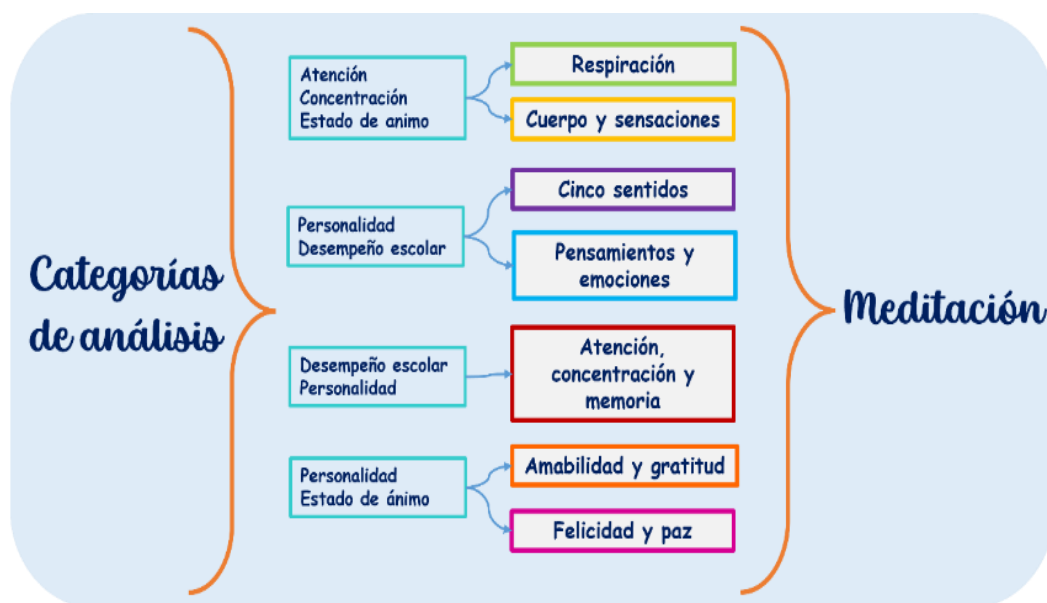 Categorías
de análisis
Atención
Concentración
Estado de animo
Respiración
Cuerpo y sensaciones
Personalidad
Desempeño escolar
Cinco sentidos
Pensamientos y
emociones
Desempeño escolar
Personalidad
Atención,
concentración y
memoria
Personalidad
Estado de ánimo
Amabilidad y gratitud
Felicidad y paz
Meditación